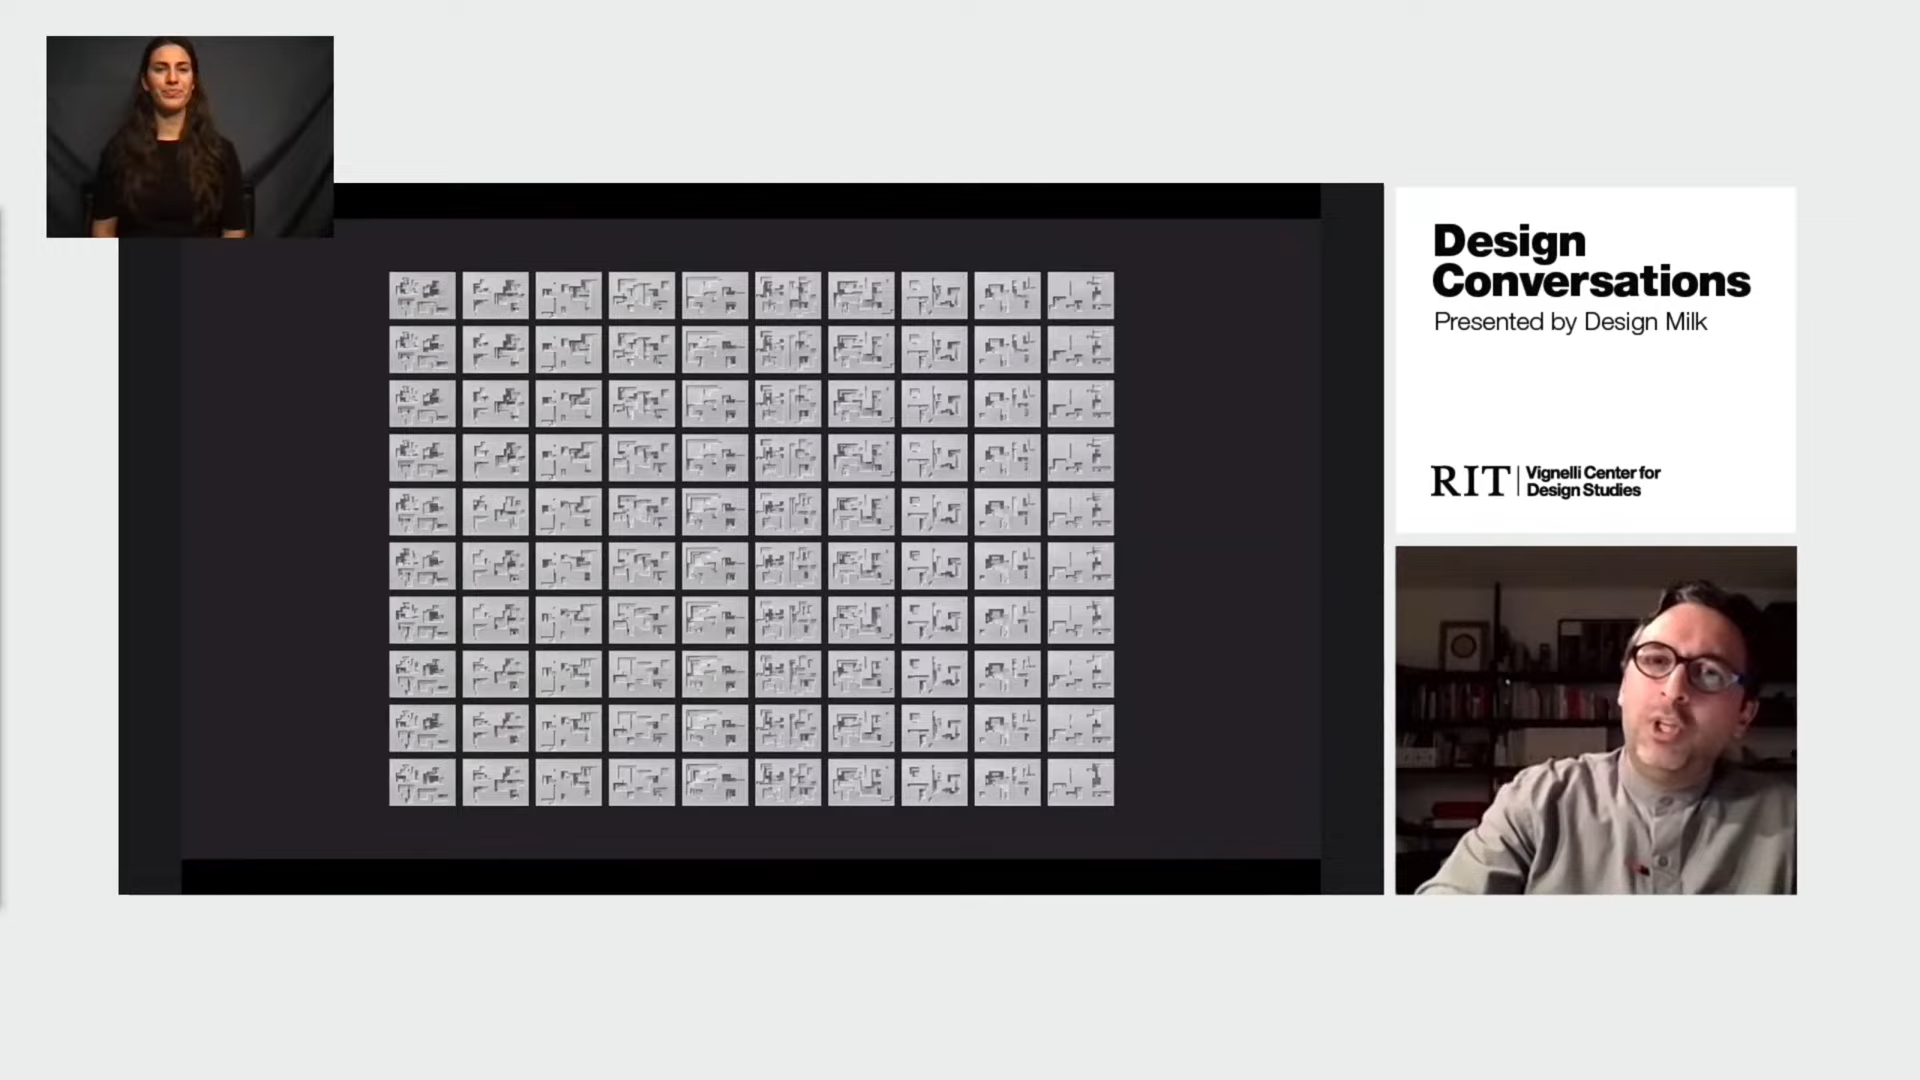 Design
Conversations
Presented by Design Milk
RIT
Vignelli Center for
Design Studies